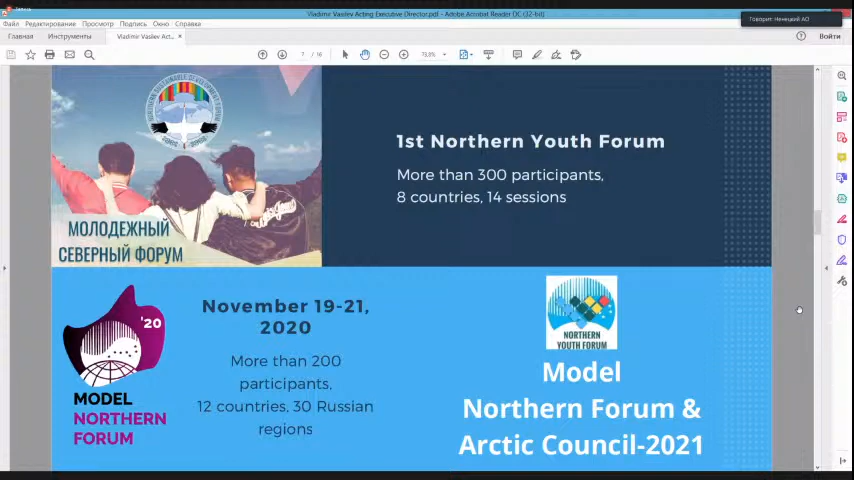 Запись
Vladimir Vasilev Acting Executive Director.pdf - Adobe Acrobat Reader DC (32-bit)
Файл Редактирование Просмотр Подпись Окно Справка
Говорит: Ненецкий АО
Главная Инструменты Vladimir Vasilev Act... × Войти
7 / 16 73,8%
1st Northern Youth Forum
More than 300 participants,
8 countries, 14 sessions
МОЛОДЕЖНЫЙ
СЕВЕРНЫЙ ФОРУМ
'20
MODEL
NORTHERN
FORUM
November 19-21,
2020
More than 200
participants,
12 countries, 30 Russian
regions
NORTHERN
YOUTH FORUM
Model
Northern Forum &
Arctic Council-2021